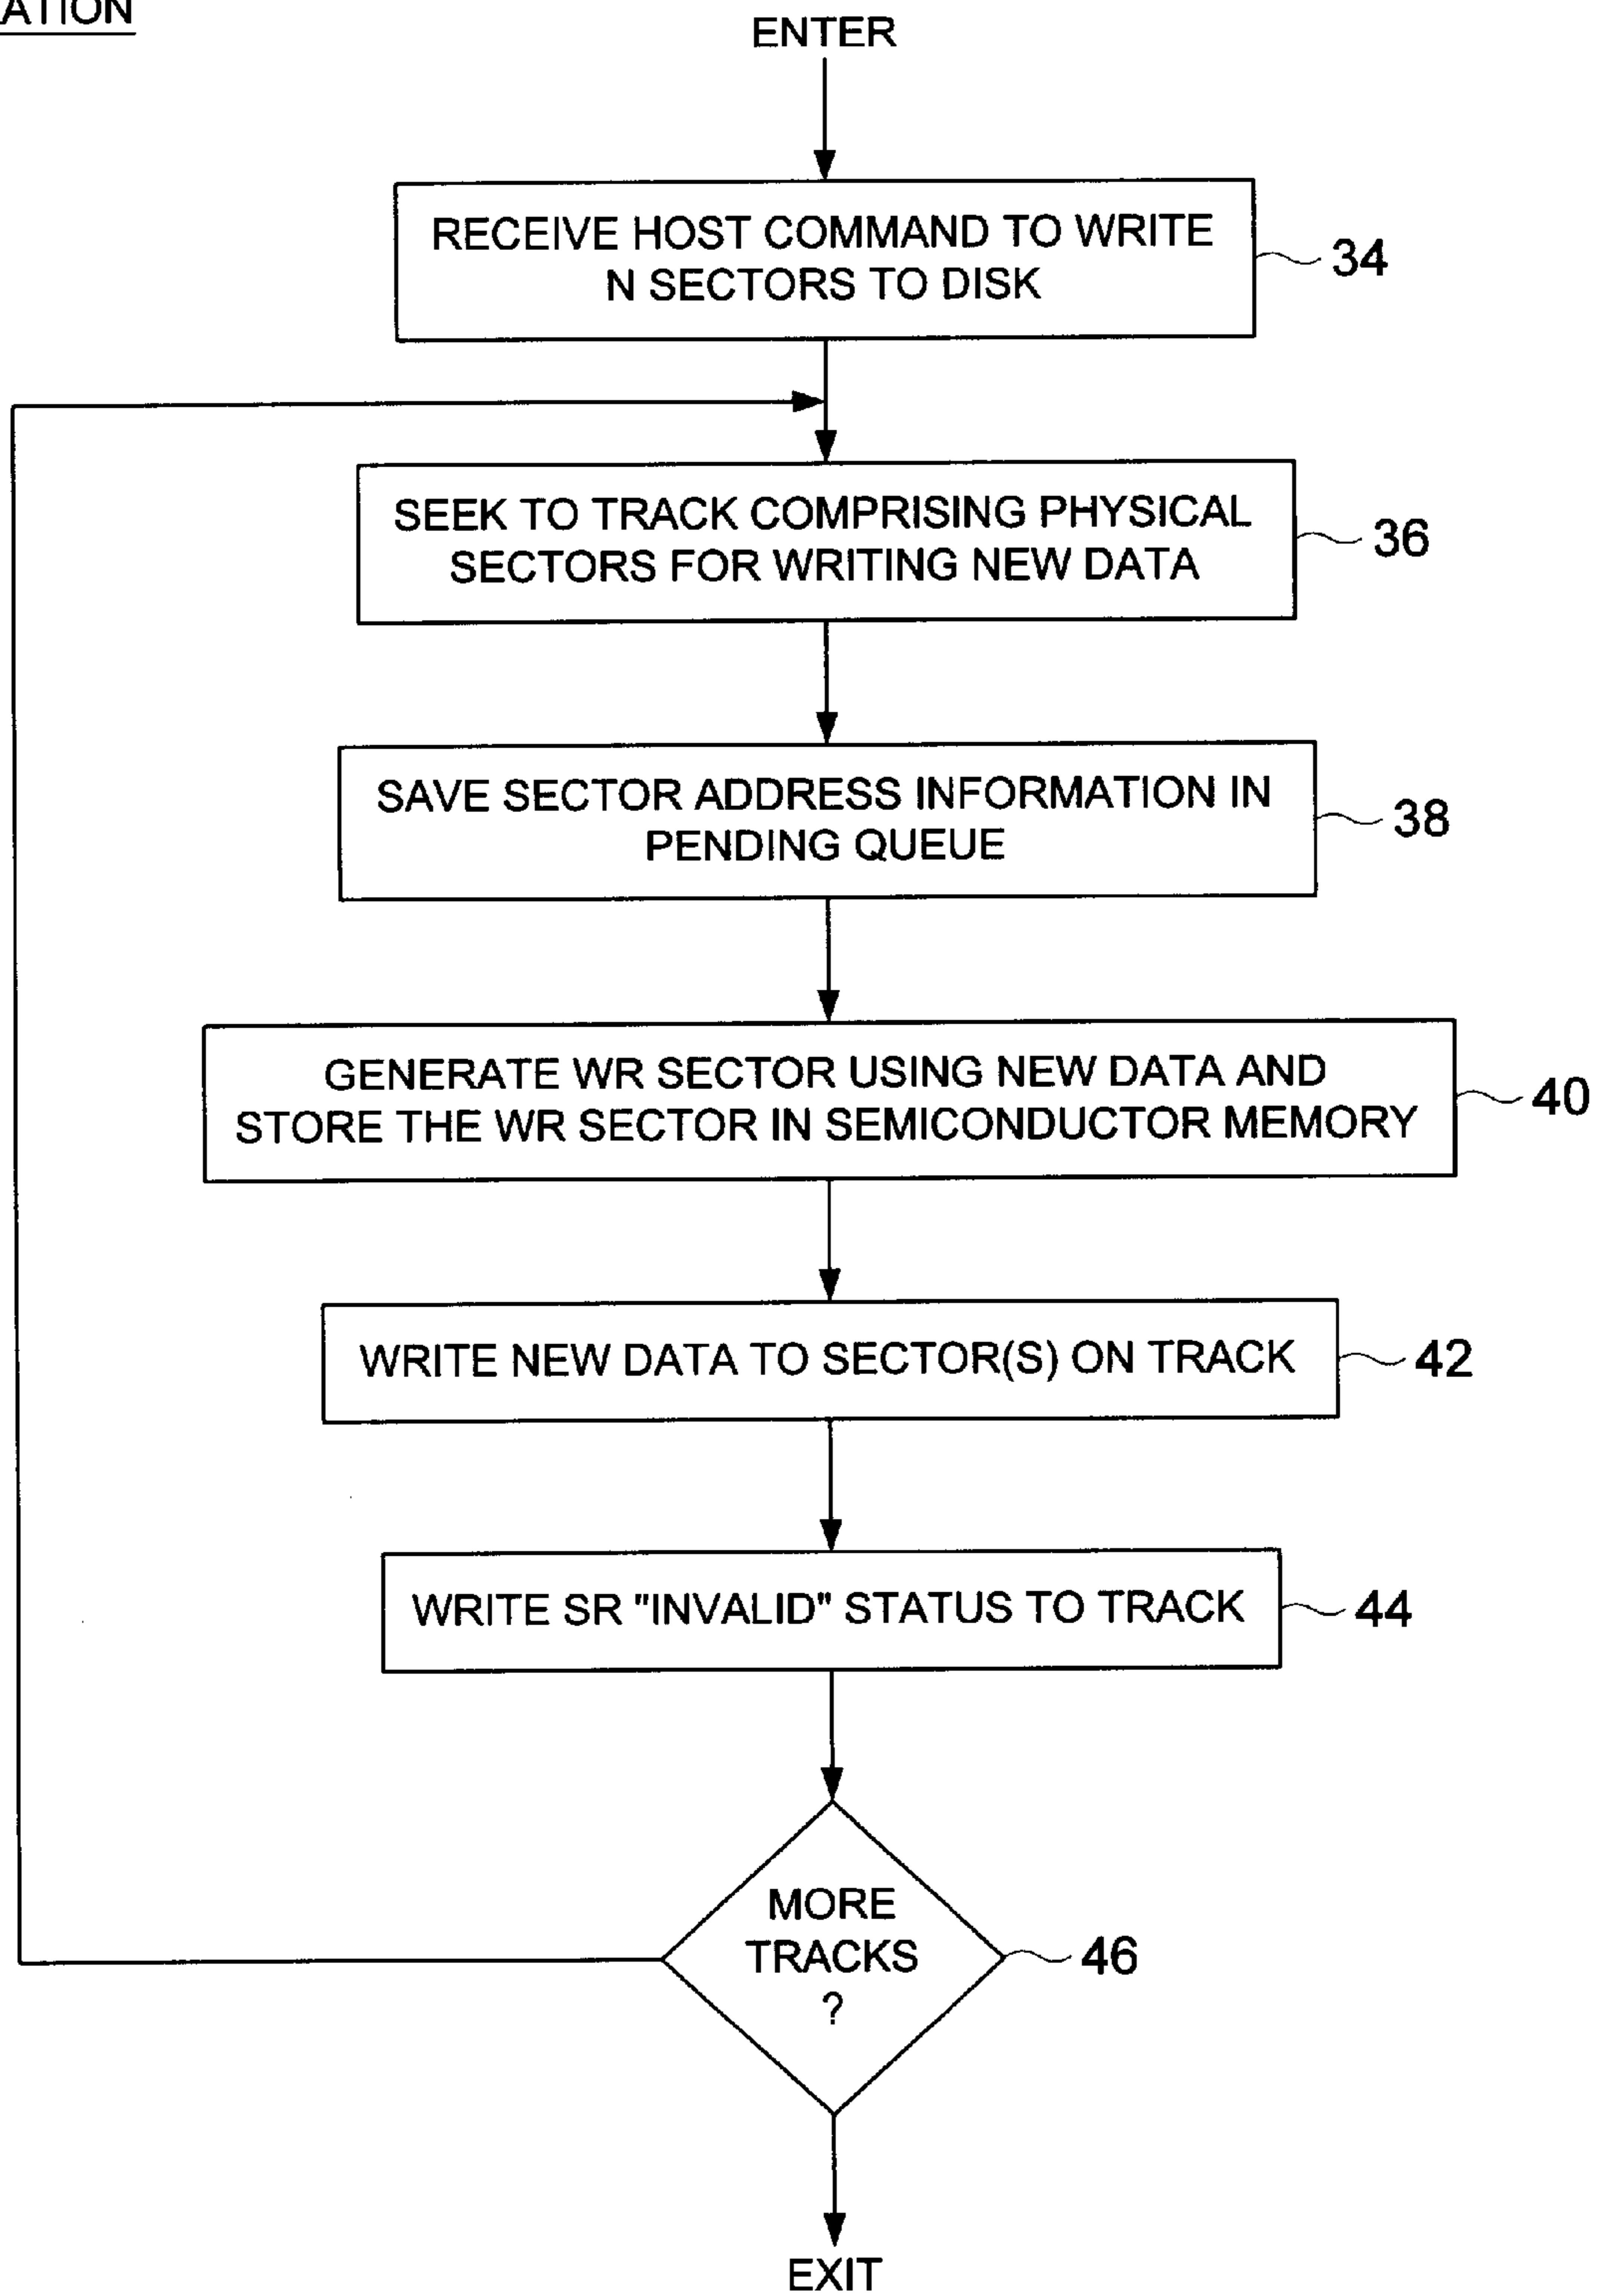 ENTER
RECEIVE HOST COMMAND TO WRITE
N SECTORS TO DISK
34
SEEK TO TRACK COMPRISING PHYSICAL
SECTORS FOR WRITING NEW DATA
36
SAVE SECTOR ADDRESS INFORMATION IN
PENDING QUEUE
38
GENERATE WR SECTOR USING NEW DATA AND
STORE THE WR SECTOR IN SEMICONDUCTOR MEMORY
40
WRITE NEW DATA TO SECTOR(S) ON TRACK
42
WRITE SR "INVALID" STATUS TO TRACK
44
MORE
TRACKS
?
46
EXIT